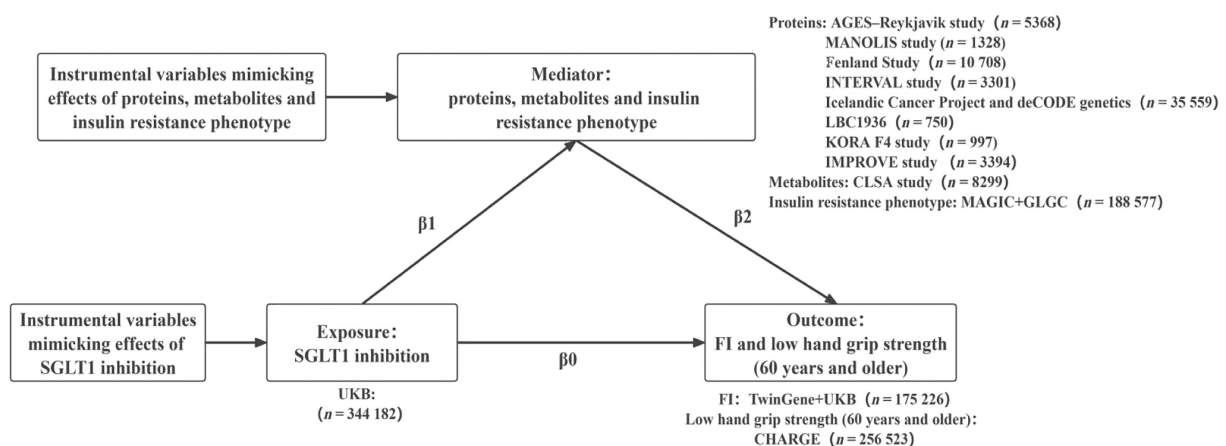 Proteins: AGES–Reykjavik study (n = 5368)
MANOLIS study (n = 1328)
Fenland Study (n = 10 708)
INTERVAL study (n = 3301)
Icelandic Cancer Project and deCODE genetics (n = 35 559)
LBC1936 (n = 750)
KORA F4 study (n = 997)
IMPROVE study (n = 3394)
Metabolites: CLSA study (n = 8299)
Insulin resistance phenotype: MAGIC+GLGC (n = 188 577)
Instrumental variables mimicking
effects of proteins, metabolites and
insulin resistance phenotype
Mediator:
proteins, metabolites and insulin
resistance phenotype
β1
β2
Instrumental variables
mimicking effects of
SGLT1 inhibition
Exposure:
SGLT1 inhibition
β0
Outcome:
FI and low hand grip strength
(60 years and older)
UKB:
(n = 344 182)
FI: TwinGene+UKB (n = 175 226)
Low hand grip strength (60 years and older):
CHARGE (n = 256 523)